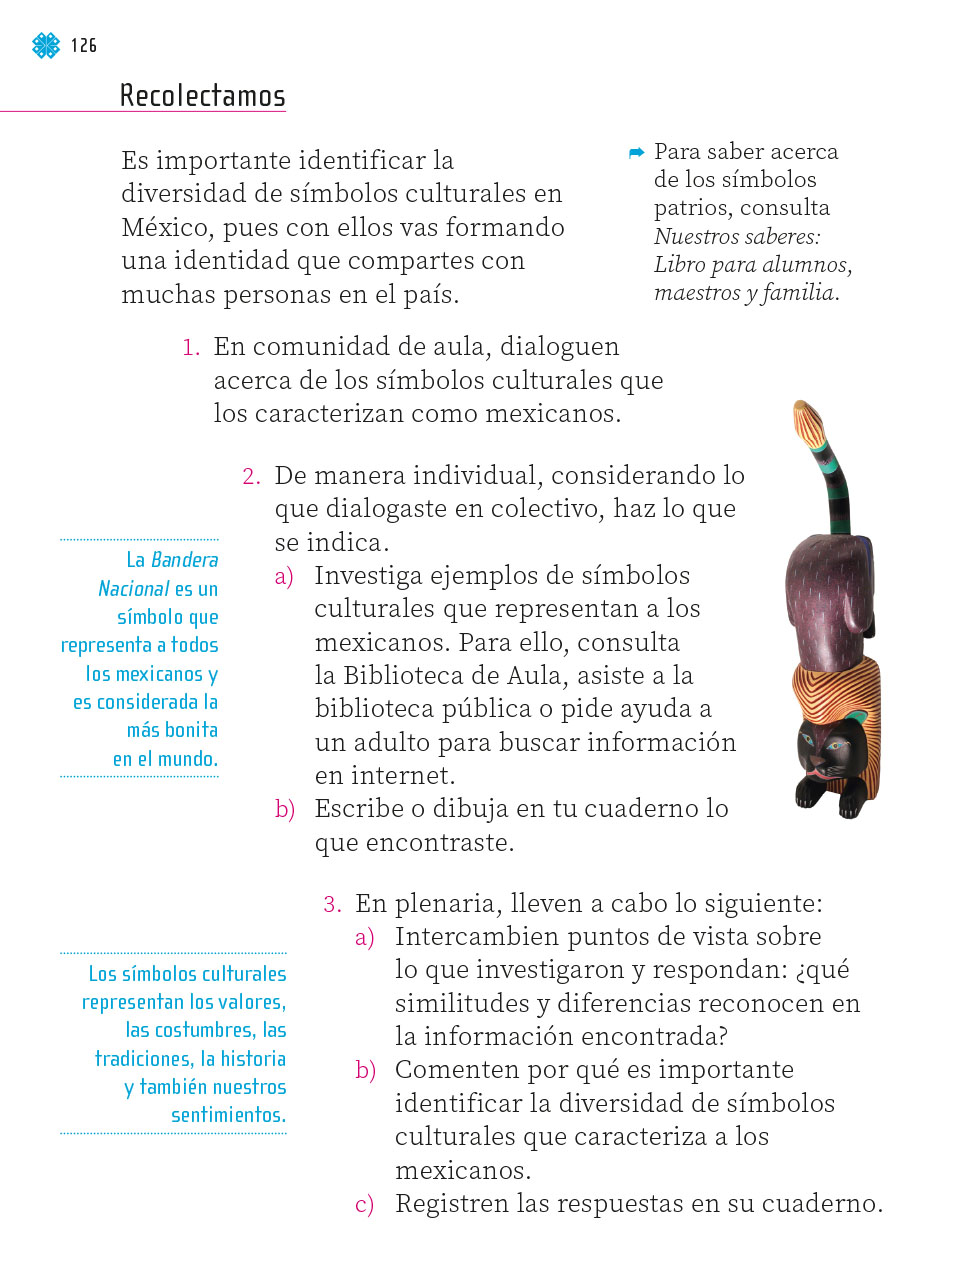 126
Recolectamos
Es importante identificar la
diversidad de símbolos culturales en
México, pues con ellos vas formando
una identidad que compartes con
muchas personas en el país.
Para saber acerca
de los símbolos
patrios, consulta
Nuestros saberes:
Libro para alumnos,
maestros y familia.
1. En comunidad de aula, dialoguen
acerca de los símbolos culturales que
los caracterizan como mexicanos.
2. De manera individual, considerando lo
que dialogaste en colectivo, haz lo que
se indica.
a) Investiga ejemplos de símbolos
culturales que representan a los
mexicanos. Para ello, consulta
la Biblioteca de Aula, asiste a la
biblioteca pública o pide ayuda a
un adulto para buscar información
en internet.
b) Escribe o dibuja en tu cuaderno lo
que encontraste.
La Bandera
Nacional es un
símbolo que
representa a todos
los mexicanos y
es considerada la
más bonita
en el mundo.
3. En plenaria, lleven a cabo lo siguiente:
a) Intercambien puntos de vista sobre
lo que investigaron y respondan: ¿qué
similitudes y diferencias reconocen en
la información encontrada?
b) Comenten por qué es importante
identificar la diversidad de símbolos
culturales que caracteriza a los
mexicanos.
c) Registren las respuestas en su cuaderno.
Los símbolos culturales
representan los valores,
las costumbres, las
tradiciones, la historia
y también nuestros
sentimientos.